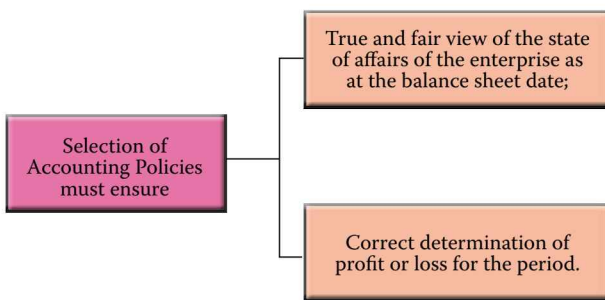 True and fair view of the state
of affairs of the enterprise as
at the balance sheet date;
Selection of
Accounting Policies
must ensure
Correct determination of
profit or loss for the period.